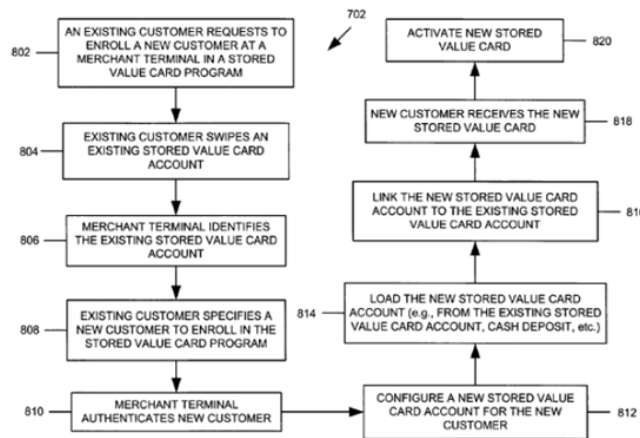 802
AN EXISTING CUSTOMER REQUESTS TO
ENROLL A NEW CUSTOMER AT A
MERCHANT TERMINAL IN A STORED
VALUE CARD PROGRAM
702
804
EXISTING CUSTOMER SWIPES AN
EXISTING STORED VALUE CARD
ACCOUNT
806
MERCHANT TERMINAL IDENTIFIES
THE EXISTING STORED VALUE CARD
ACCOUNT
808
EXISTING CUSTOMER SPECIFIES A
NEW CUSTOMER TO ENROLL IN THE
STORED VALUE CARD PROGRAM
810
MERCHANT TERMINAL
AUTHENTICATES NEW CUSTOMER
CONFIGURE A NEW STORED VALUE
CARD ACCOUNT FOR THE NEW
CUSTOMER
812
814
LOAD THE NEW STORED VALUE CARD
ACCOUNT (e.g., FROM THE EXISTING STORED
VALUE CARD ACCOUNT, CASH DEPOSIT, etc.)
LINK THE NEW STORED VALUE CARD
ACCOUNT TO THE EXISTING STORED
VALUE CARD ACCOUNT
NEW CUSTOMER RECEIVES THE NEW
STORED VALUE CARD
818
ACTIVATE NEW STORED
VALUE CARD
820